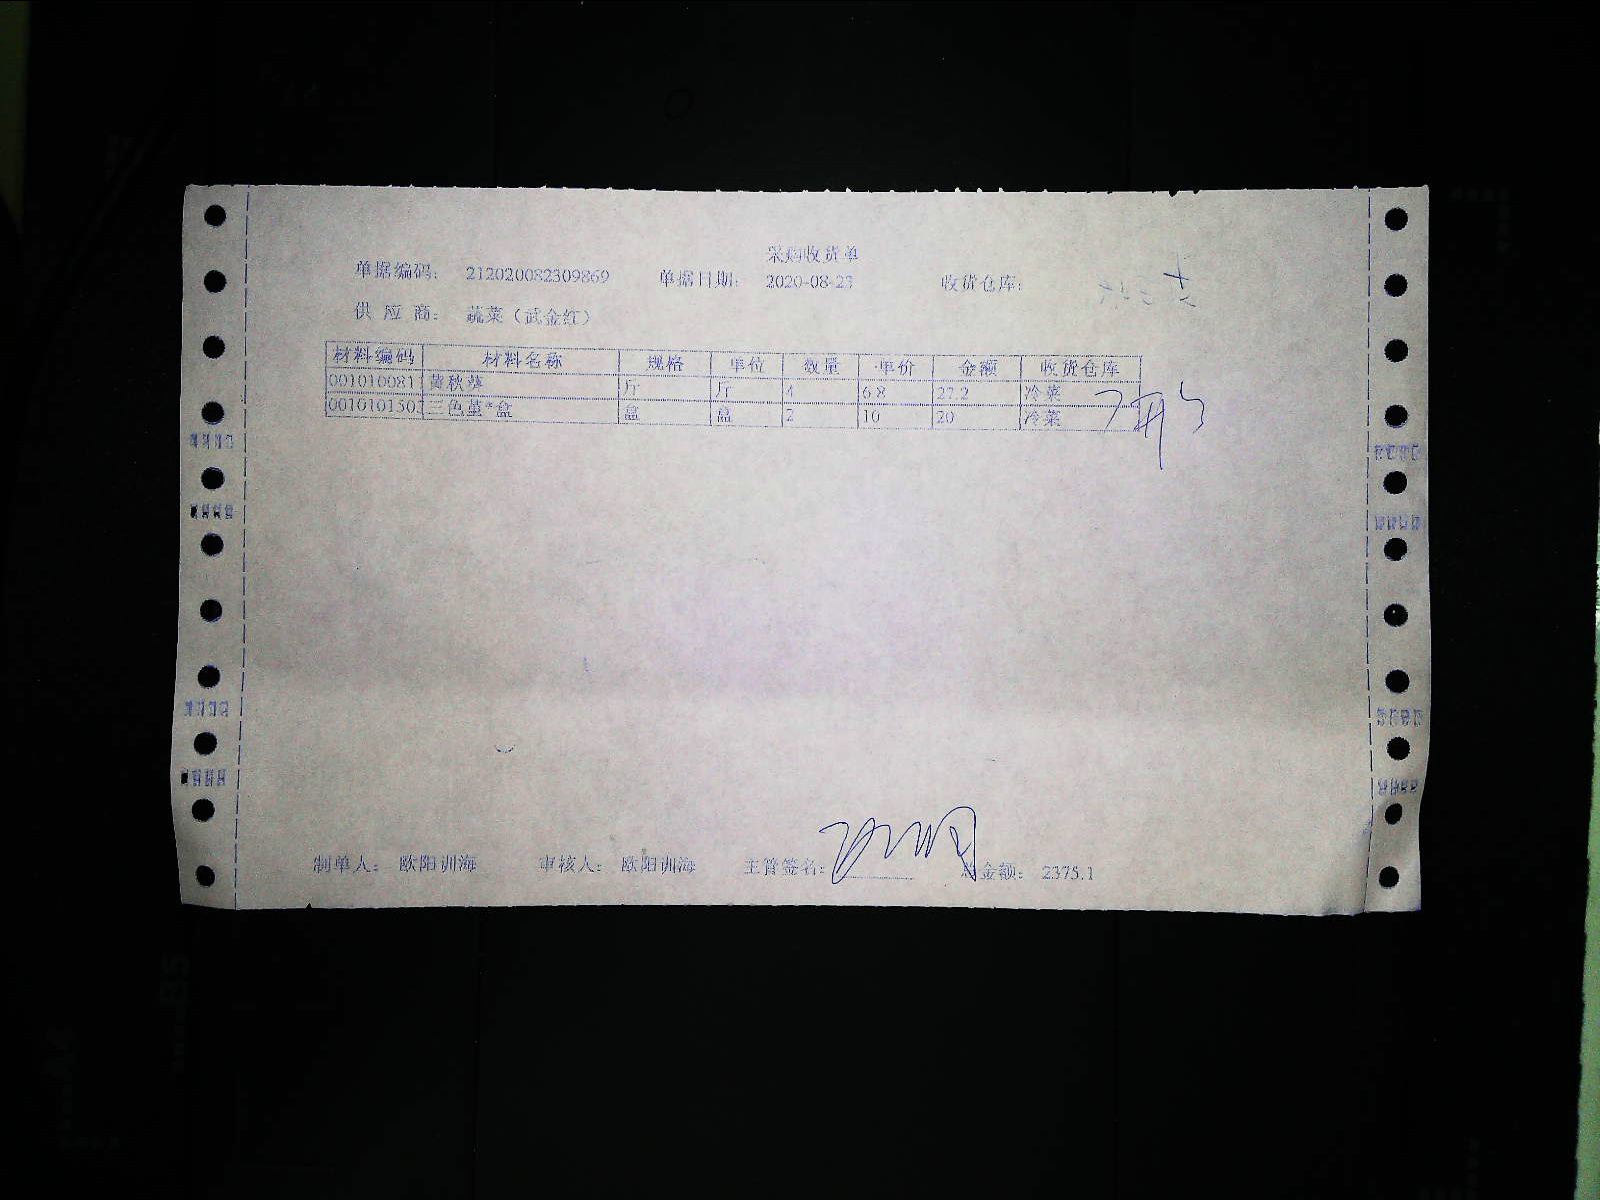 采购收货单
单据编码： 212020082309869 单据日期： 2020-08-23 收货仓库：
供 应 商： 蔬菜（武金红）
材料编码 材料名称 规格 单位 数量 单价 金额 收货仓库
001010081 黄秋葵 斤 斤 4 6.8 27.2 冷菜
0010101505 三色堇*盒 盒 盒 2 10 20 冷菜
制单人： 欧阳训海 审核人： 欧阳训海 主管签名： 总金额： 2375.1